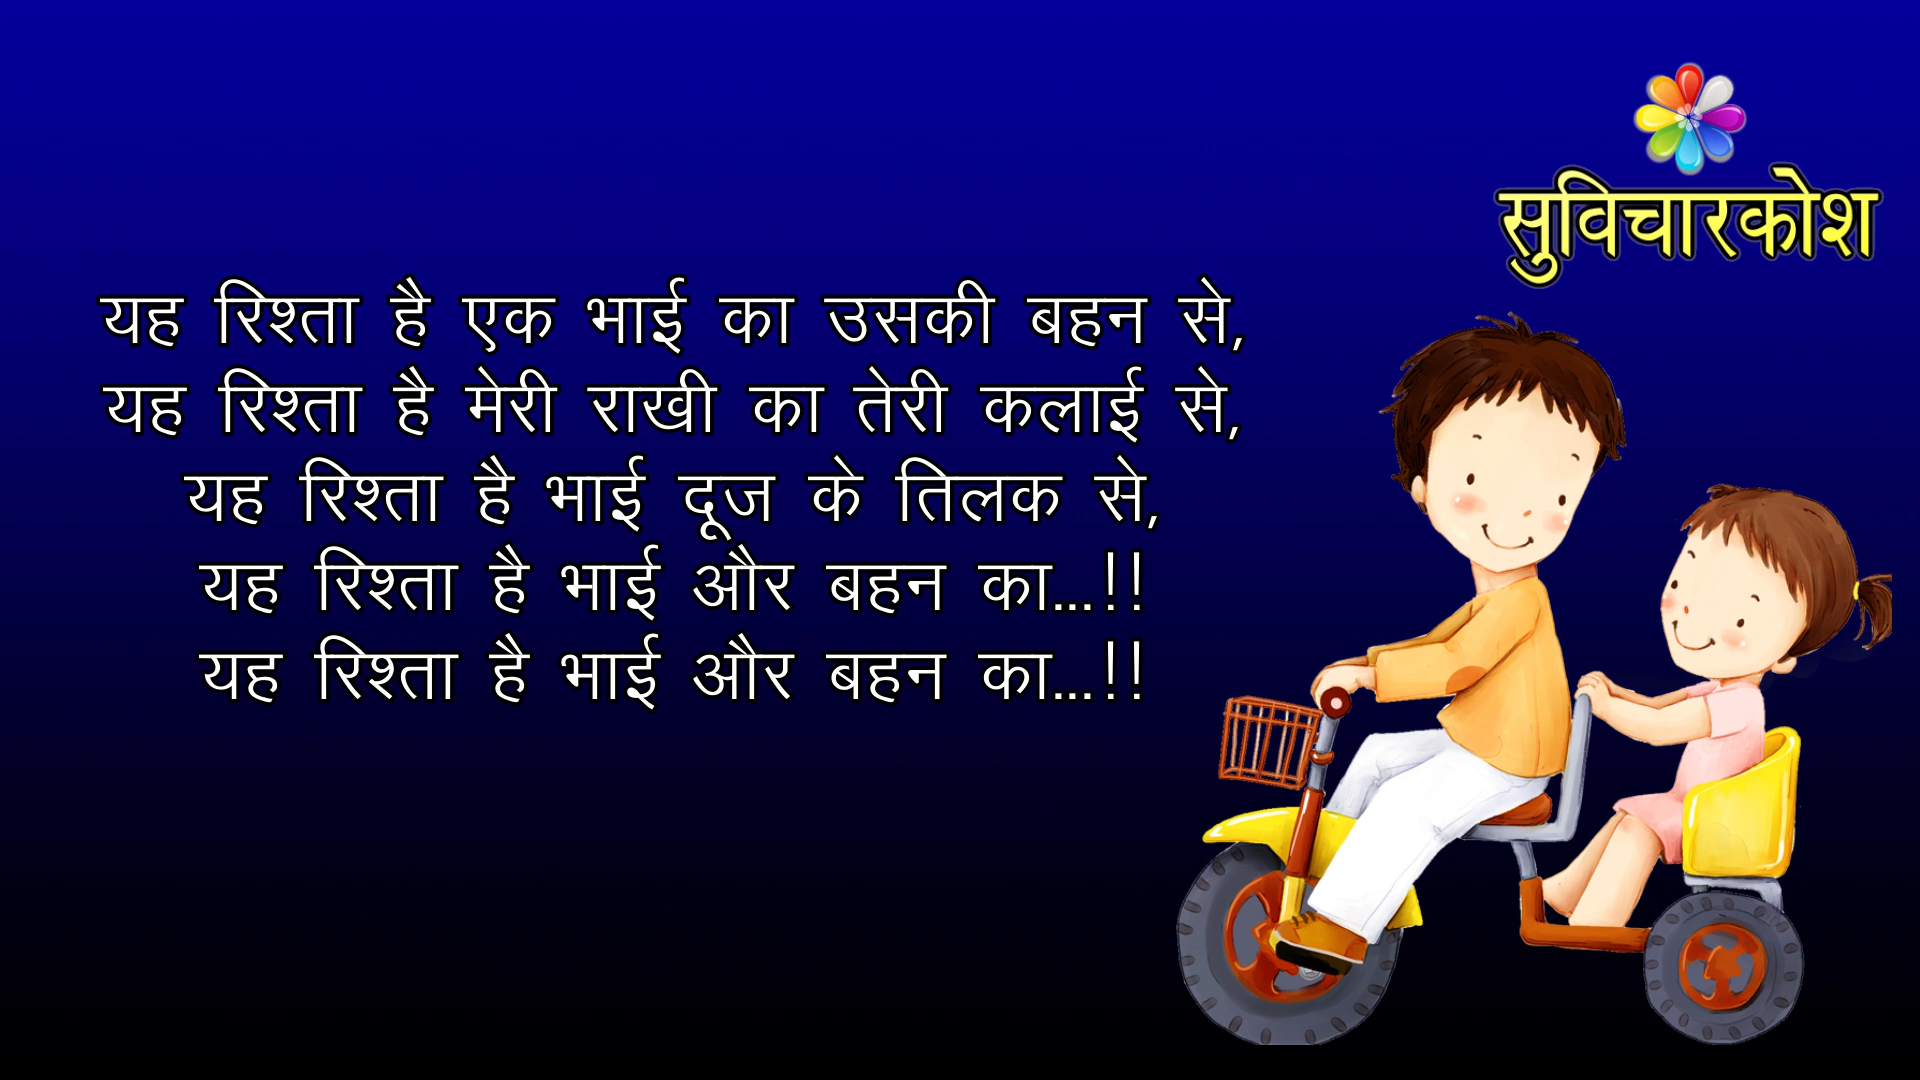 सुविचारकोश
यह रिश्ता है एक भाई का उसकी बहन से,
यह रिश्ता है मेरी राखी का तेरी कलाई से,
यह रिश्ता है भाई दूज के तिलक से,
यह रिश्ता है भाई और बहन का...!!
यह रिश्ता है भाई और बहन का...!!